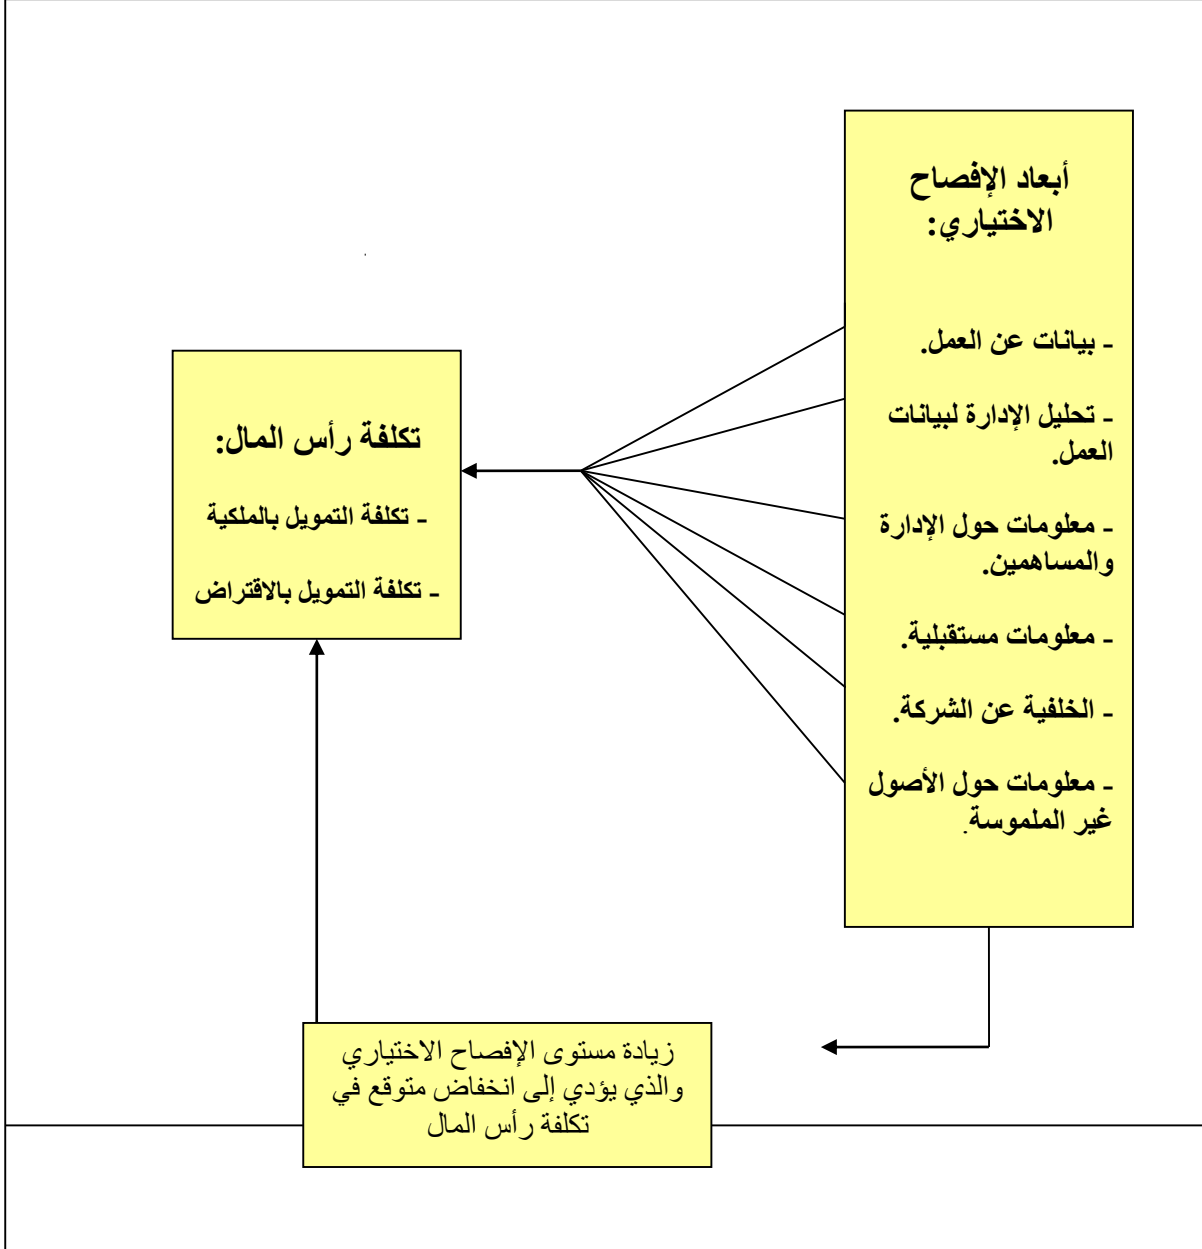 أبعاد الإفصاح
الاختياري:
- بيانات عن العمل.
- تحليل الإدارة لبيانات
العمل.
- معلومات حول الإدارة
والمساهمين.
- معلومات مستقبلية.
- الخلفية عن الشركة.
- معلومات حول الأصول
غير الملموسة.
تكلفة رأس المال:
- تكلفة التمويل بالملكية
- تكلفة التمويل بالاقتراض
زيادة مستوى الإفصاح الاختياري
والذي يؤدي إلى انخفاض متوقع في
تكلفة رأس المال